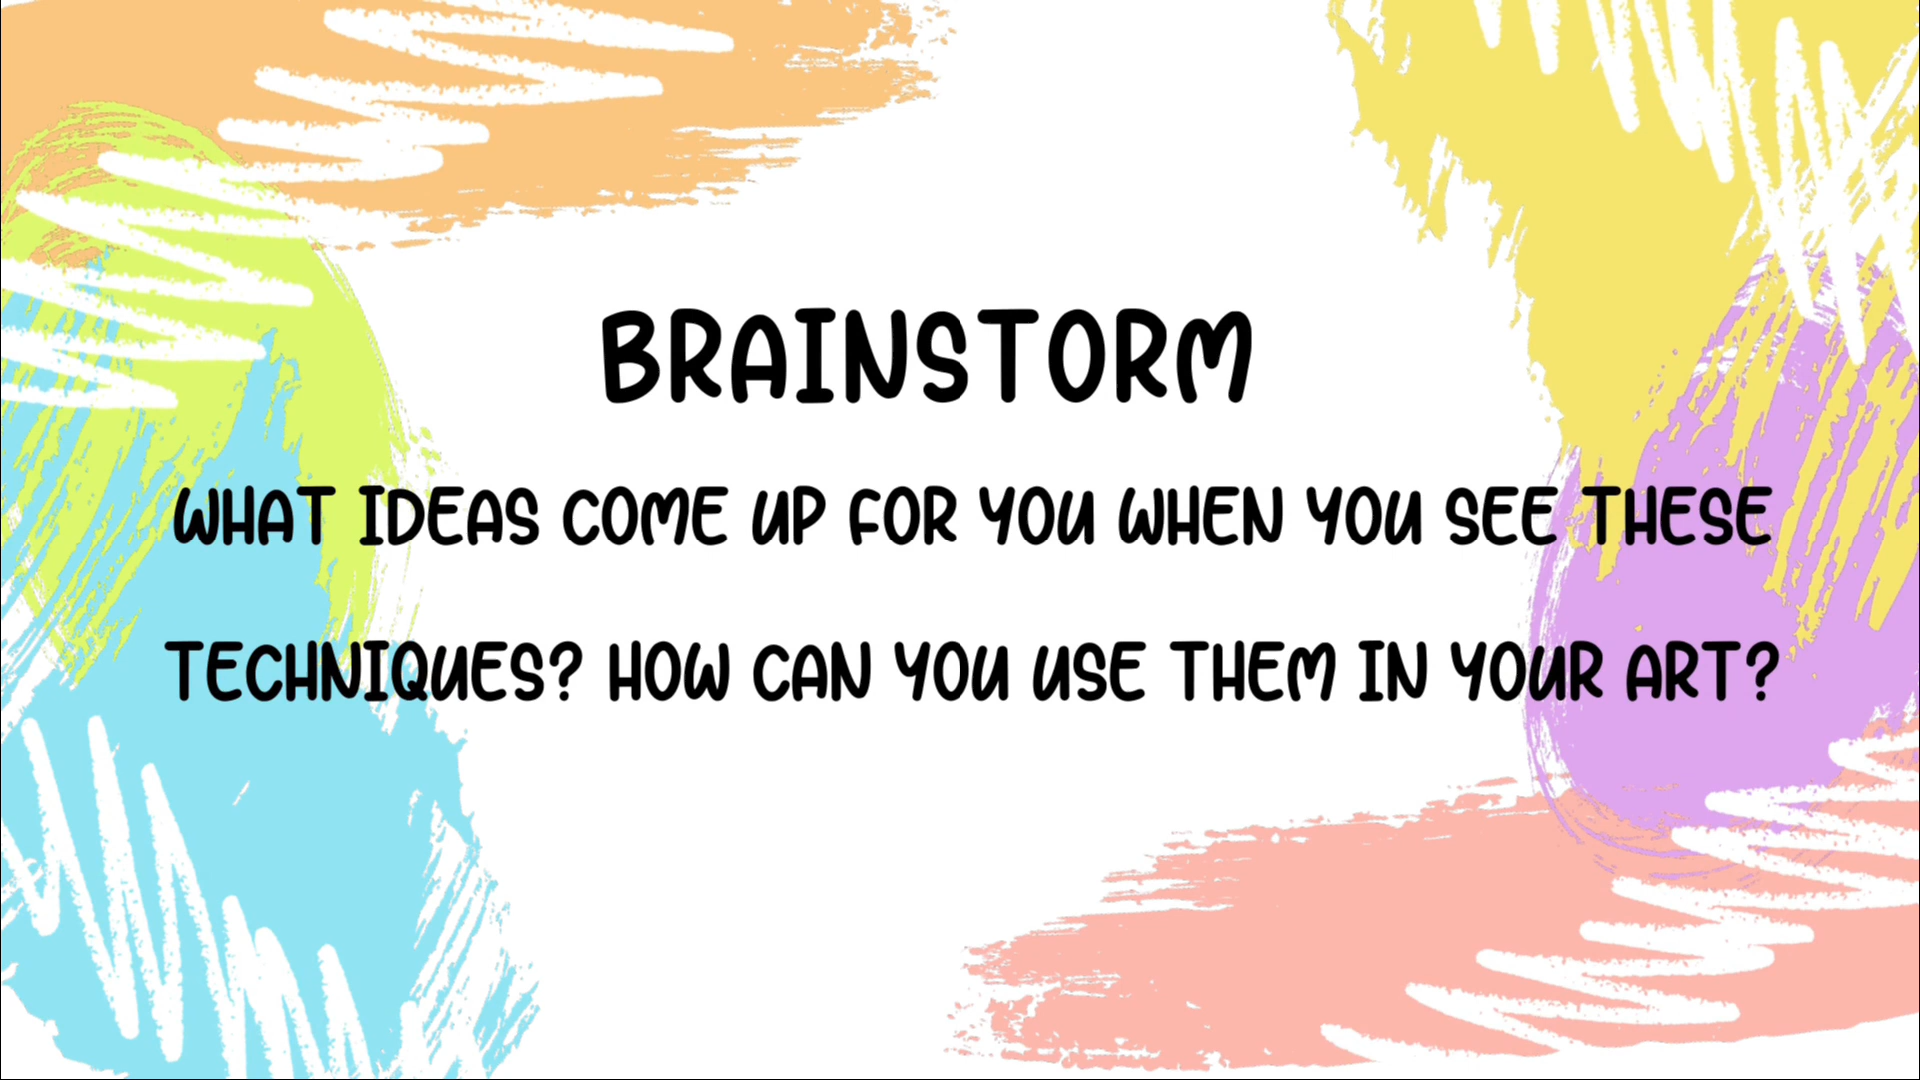 BRAINSTORM
WHAT IDEAS COME UP FOR YOU WHEN YOU SEE THESE
TECHNIQUES? HOW CAN YOU USE THEM IN YOUR ART?